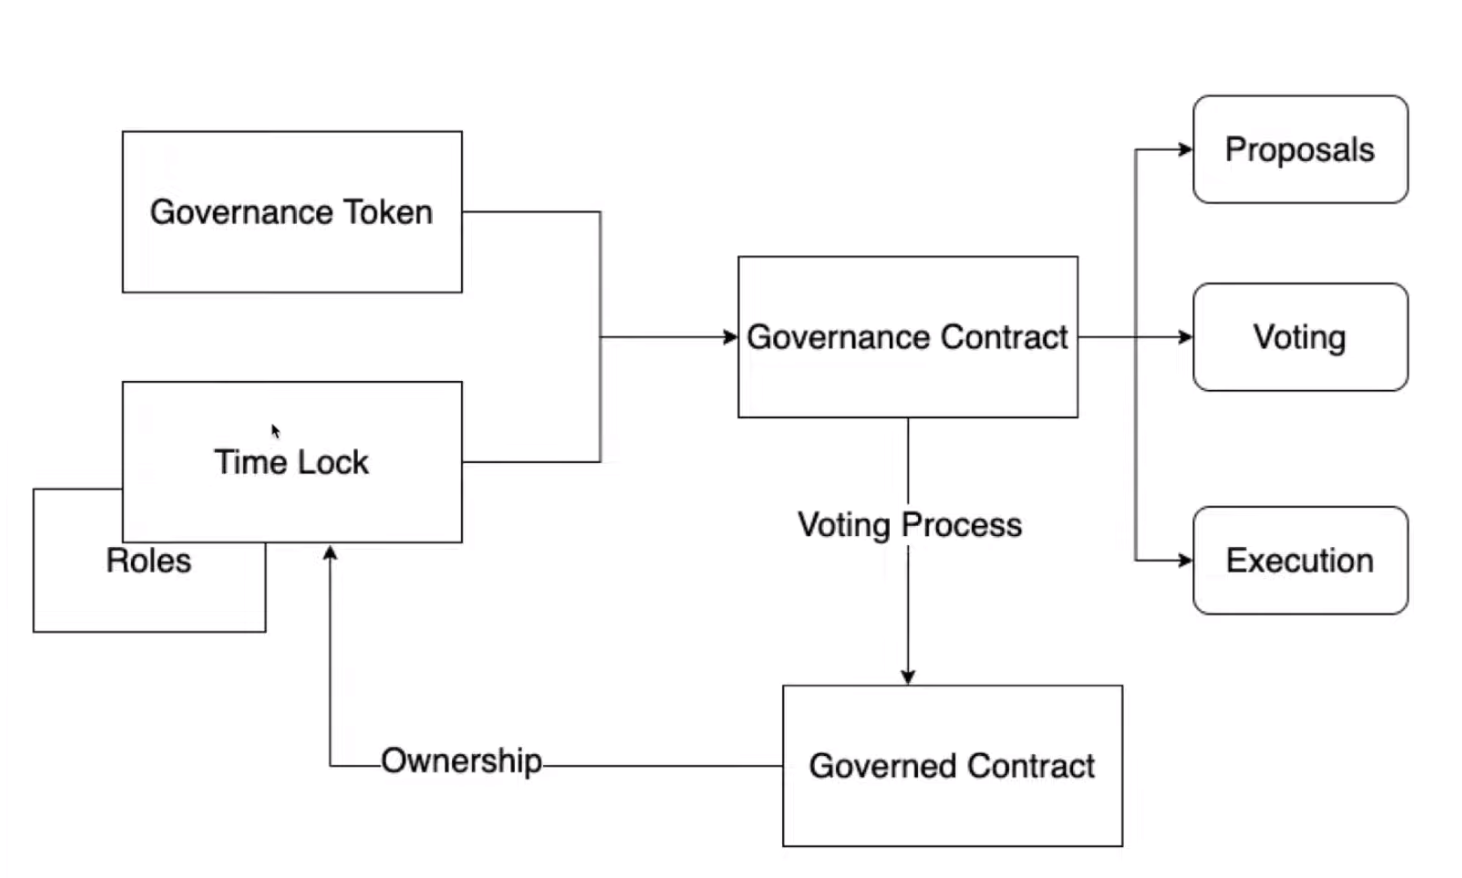 Proposals
Governance Token
Governance Contract
Voting
Time Lock
Voting Process
Roles
Execution
Ownership
Governed Contract